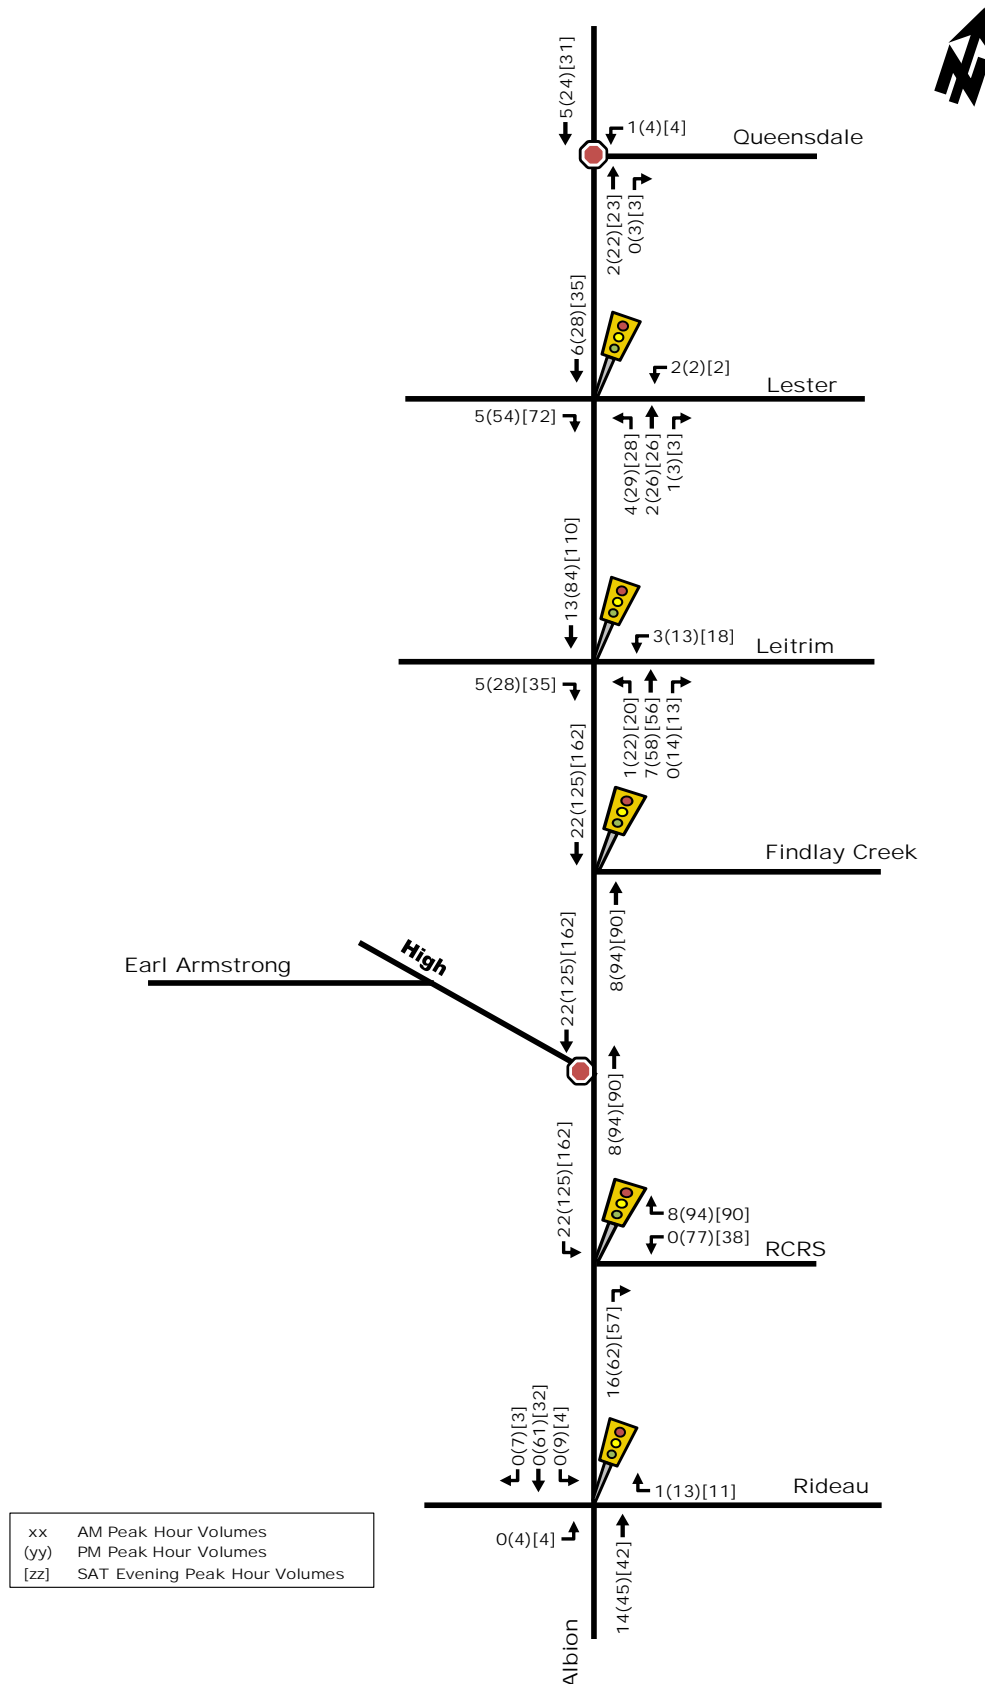 5(24)[31]
1(4)[4]
Queensdale
2(22)[23]
0(3)[3]
6(28)[35]
2(2)[2]
Lester
5(54)[72]
4(29)[28]
2(26)[26]
1(3)[3]
13(84)[110]
3(13)[18]
Leitrim
5(28)[35]
1(22)[20]
7(58)[56]
0(14)[13]
22(125)[162]
Findlay Creek
8(94)[90]
High
Earl Armstrong
22(125)[162]
8(94)[90]
22(125)[162]
8(94)[90]
0(77)[38]
RCRS
16(62)[57]
0(7)[3]
0(61)[32]
0(9)[4]
1(13)[11]
Rideau
0(4)[4]
14(45)[42]
Albion
xx AM Peak Hour Volumes
(yy) PM Peak Hour Volumes
[zz] SAT Evening Peak Hour Volumes